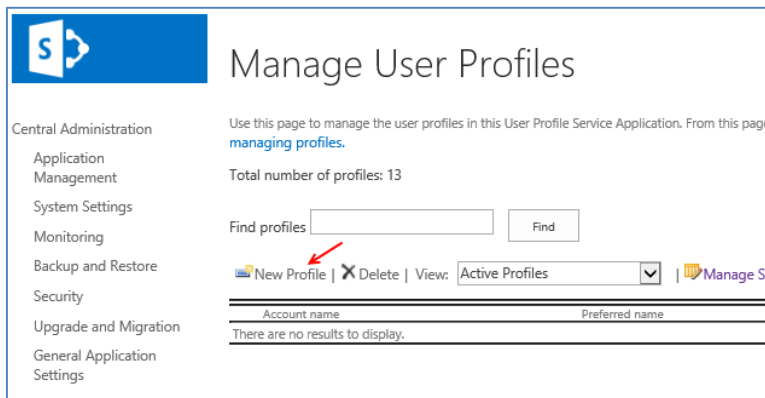 S
Manage User Profiles
Central Administration
Application
Management
System Settings
Monitoring
Backup and Restore
Security
Upgrade and Migration
General Application
Settings
Use this page to manage the user profiles in this User Profile Service Application. From this page
managing profiles.
Total number of profiles: 13
Find profiles Find
New Profile | Delete | View: Active Profiles | Manage S
Account name Preferred name
There are no results to display.